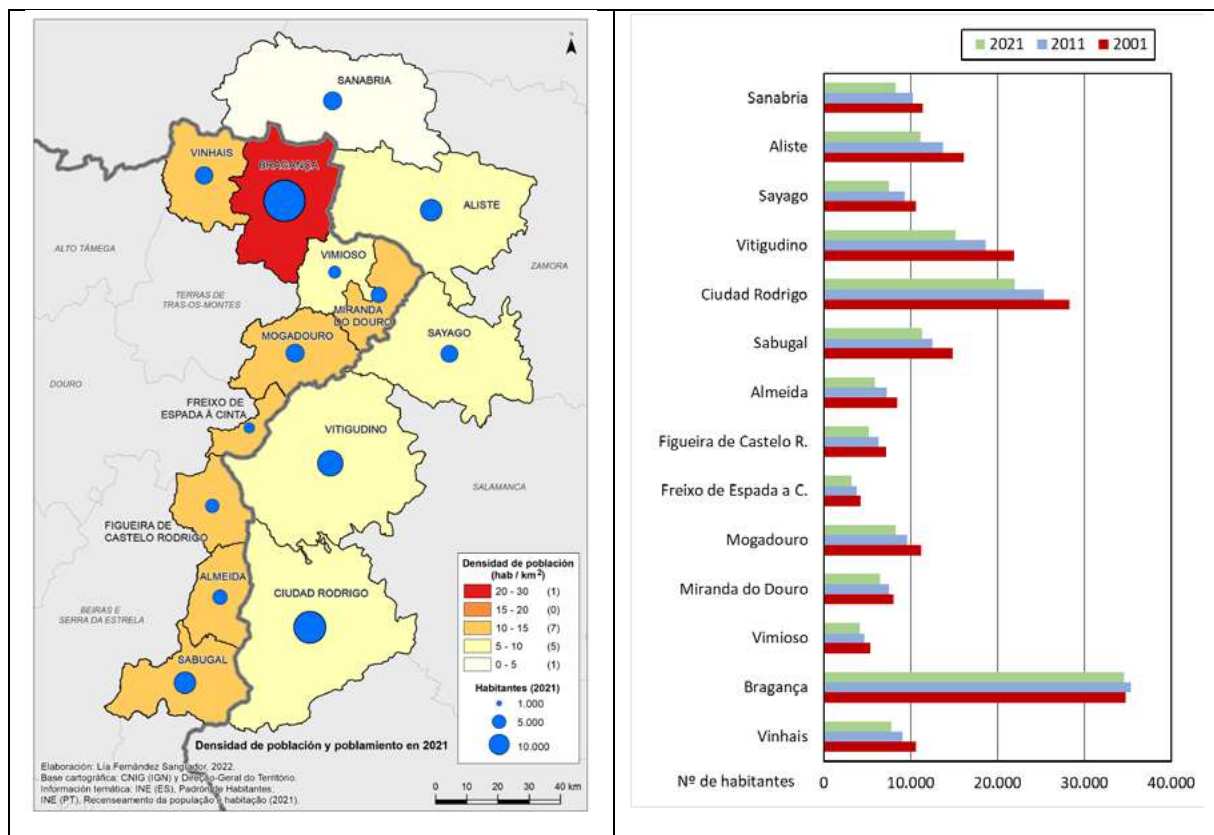 N
SANABRIA
VINHAIS
BRAGANÇA
ALISTE
ALTO TÂMEGA
VIMIOSO
ZAMORA
TERRAS DE
TRAS-OS-MONTES
MIRANDA
DO DOURO
MOGADOURO
SAYAGO
DOURO
FREIXO DE
ESPADA À CINTA
VITIGUDINO
SALAMANCA
FIGUEIRA DE
CASTELO RODRIGO
ALMEIDA
CIUDAD RODRIGO
BEIRAS E
SERRA DA ESTRELA
SABUGAL
Densidad de población
(hab / km²)
20 - 30 (1)
15 - 20 (0)
10 - 15 (7)
5 - 10 (5)
0 - 5 (1)
Habitantes (2021)
1.000
5.000
10.000
Densidad de población y poblamiento en 2021
Elaboración: Lía Fernández Sangrador, 2022.
Base cartográfica: CNIG (IGN) y Direção-Geral do Território.
Información temática: INE (ES), Padrón de Habitantes;
INE (PT), Recenseamento da população e habitação (2021).
0 10 20 30 40 km
2021 2011 2001
Sanabria
Aliste
Sayago
Vitigudino
Ciudad Rodrigo
Sabugal
Almeida
Figueira de Castelo R.
Freixo de Espada a C.
Mogadouro
Miranda do Douro
Vimioso
Bragança
Vinhais
Nº de habitantes 0 10.000 20.000 30.000 40.000